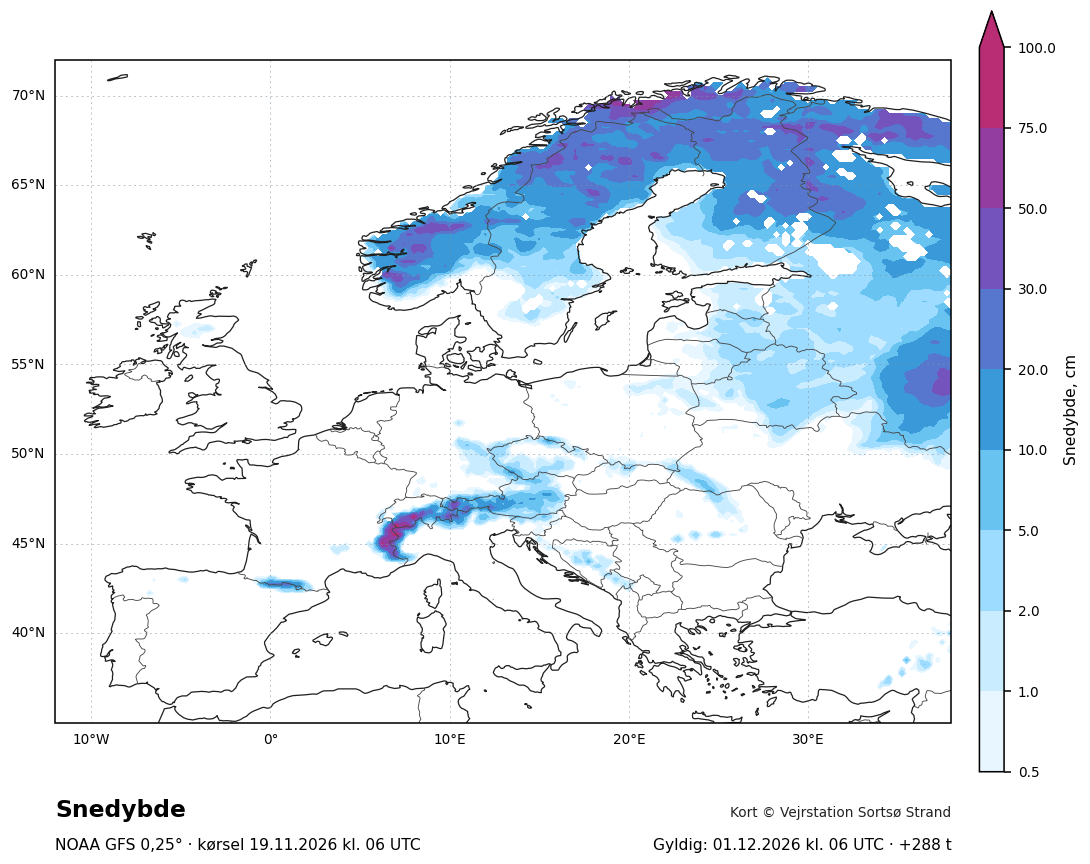 100.0
75.0
50.0
30.0
20.0
10.0
5.0
2.0
1.0
0.5
Snedybde, cm
70°N
65°N
60°N
55°N
50°N
45°N
40°N
10°W 0° 10°E 20°E 30°E
Snedybde
Kort © Vejrstation Sortsø Strand
NOAA GFS 0,25° · kørsel 19.11.2026 kl. 06 UTC
Gyldig: 01.12.2026 kl. 06 UTC · +288 t